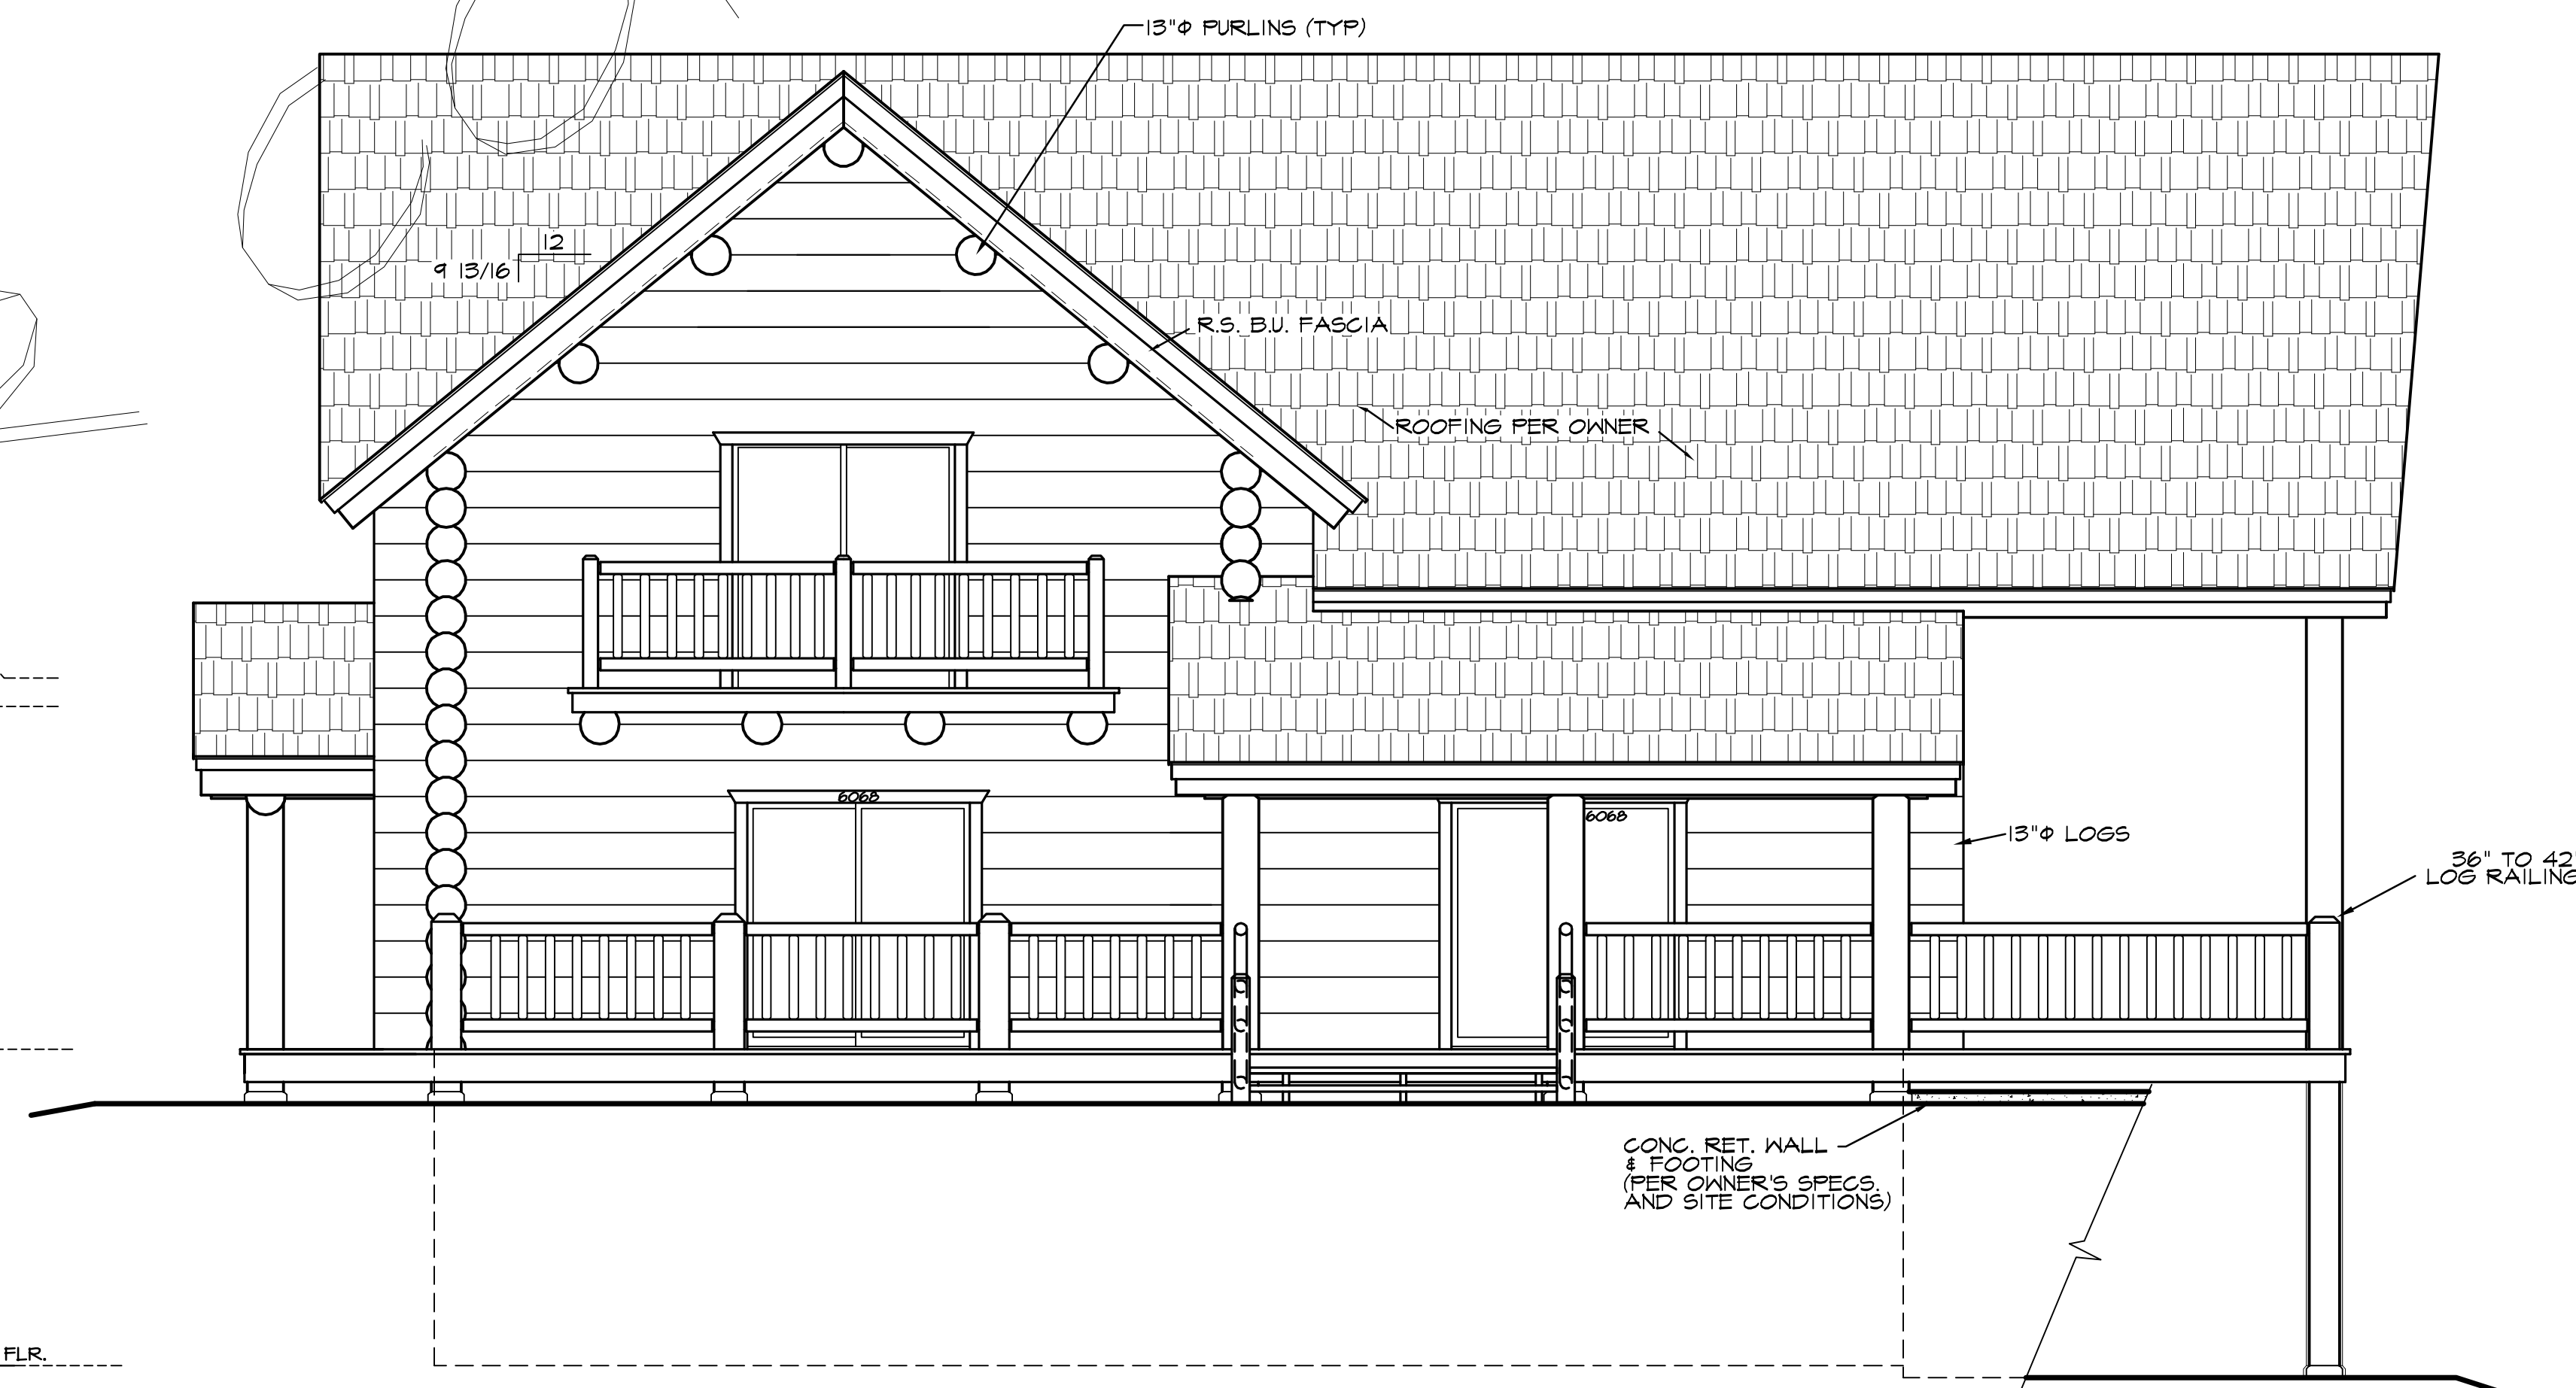 13"Φ PURLINS (TYP)
12
9 13/16
R.S. B.U. FASCIA
ROOFING PER OWNER
6068
6068
13"Φ LOGS
36" TO 42"
LOG RAILING
CONC. RET. WALL
& FOOTING
(PER OWNER'S SPECS.
AND SITE CONDITIONS)
FLR.